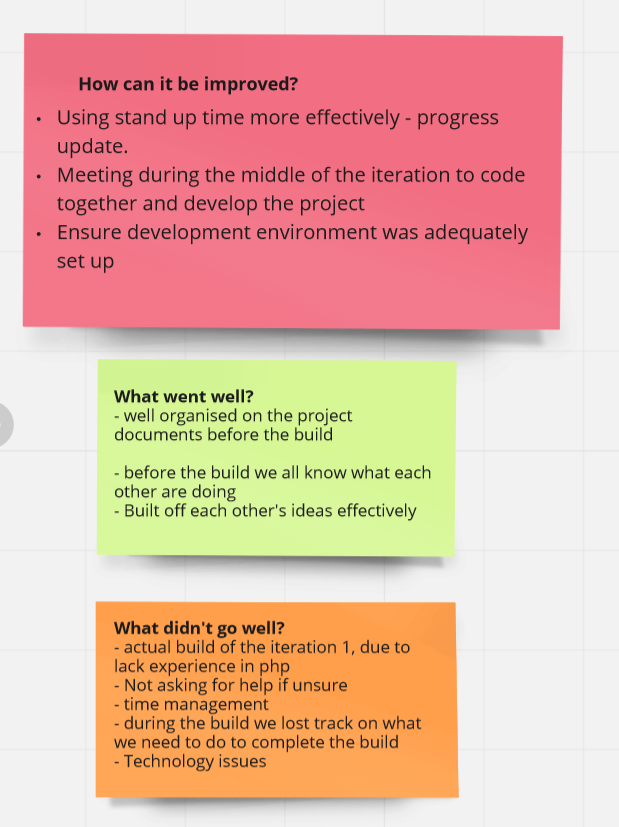 How can it be improved?
• Using stand up time more effectively - progress
update.
• Meeting during the middle of the iteration to code
together and develop the project
• Ensure development environment was adequately
set up
What went well?
- well organised on the project
documents before the build
- before the build we all know what each
other are doing
- Built off each other's ideas effectively
What didn't go well?
- actual build of the iteration 1, due to
lack experience in php
- Not asking for help if unsure
- time management
- during the build we lost track on what
we need to do to complete the build
- Technology issues